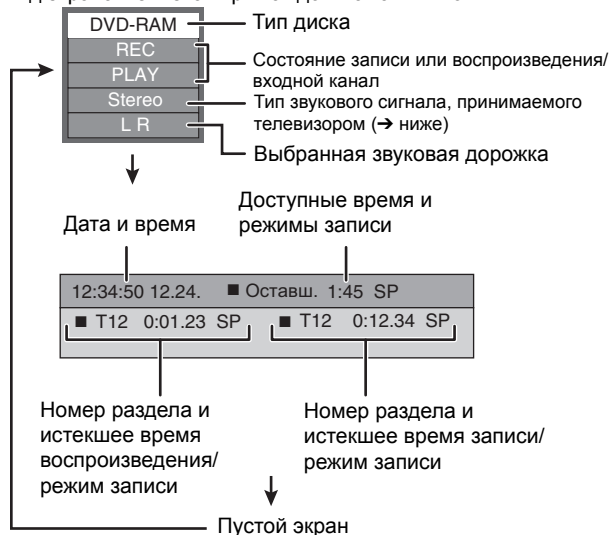 DVD-RAM
Тип диска
REC
PLAY
Состояние записи или воспроизведения/
входной канал
Stereo
Тип звукового сигнала, принимаемого
телевизором (➔ ниже)
L R
Выбранная звуковая дорожка
Дата и время
Доступные время и
режимы записи
12:34:50 12.24. ■ Оставш. 1:45 SP
■ T12 0:01.23 SP ■ T12 0:12.34 SP
Номер раздела и
истекшее время
воспроизведения/
режим записи
Номер раздела и
истекшее время записи/
режим записи
Пустой экран